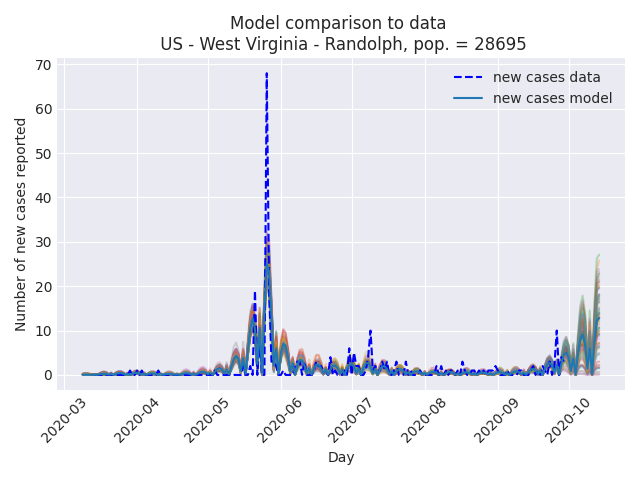 Model comparison to data
US - West Virginia - Randolph, pop. = 28695
new cases data
new cases model
Number of new cases reported
70
60
50
40
30
20
10
0
2020-03
2020-04
2020-05
2020-06
2020-07
2020-08
2020-09
2020-10
Day